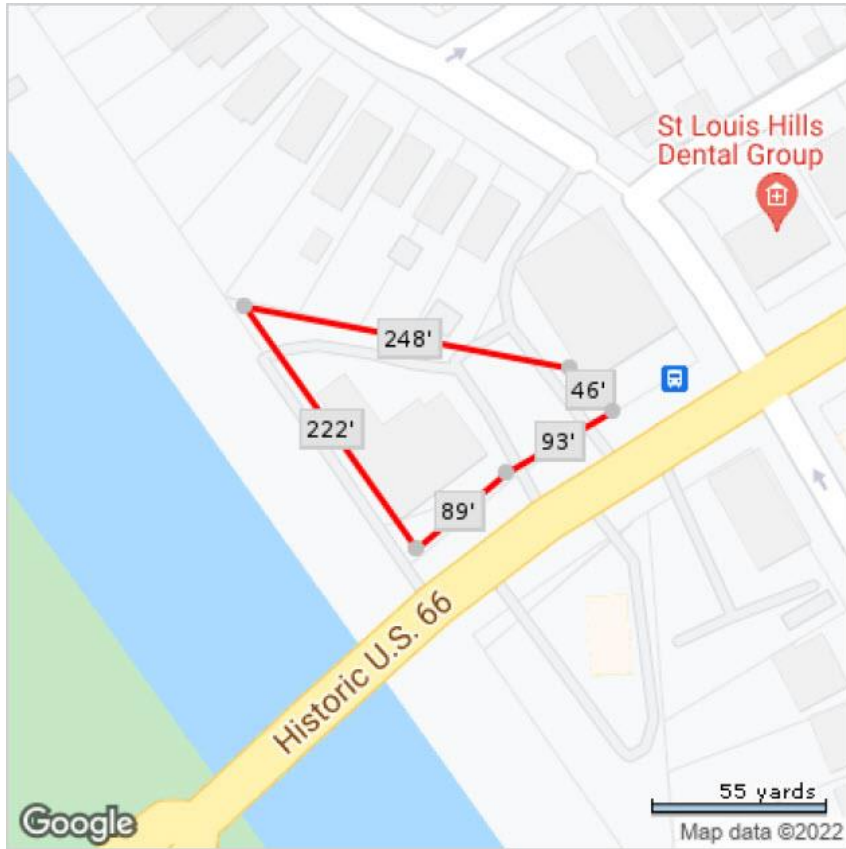 St Louis Hills
Dental Group
248'
46'
222'
93'
89'
Historic U.S. 66
55 yards
Google
Map data ©2022